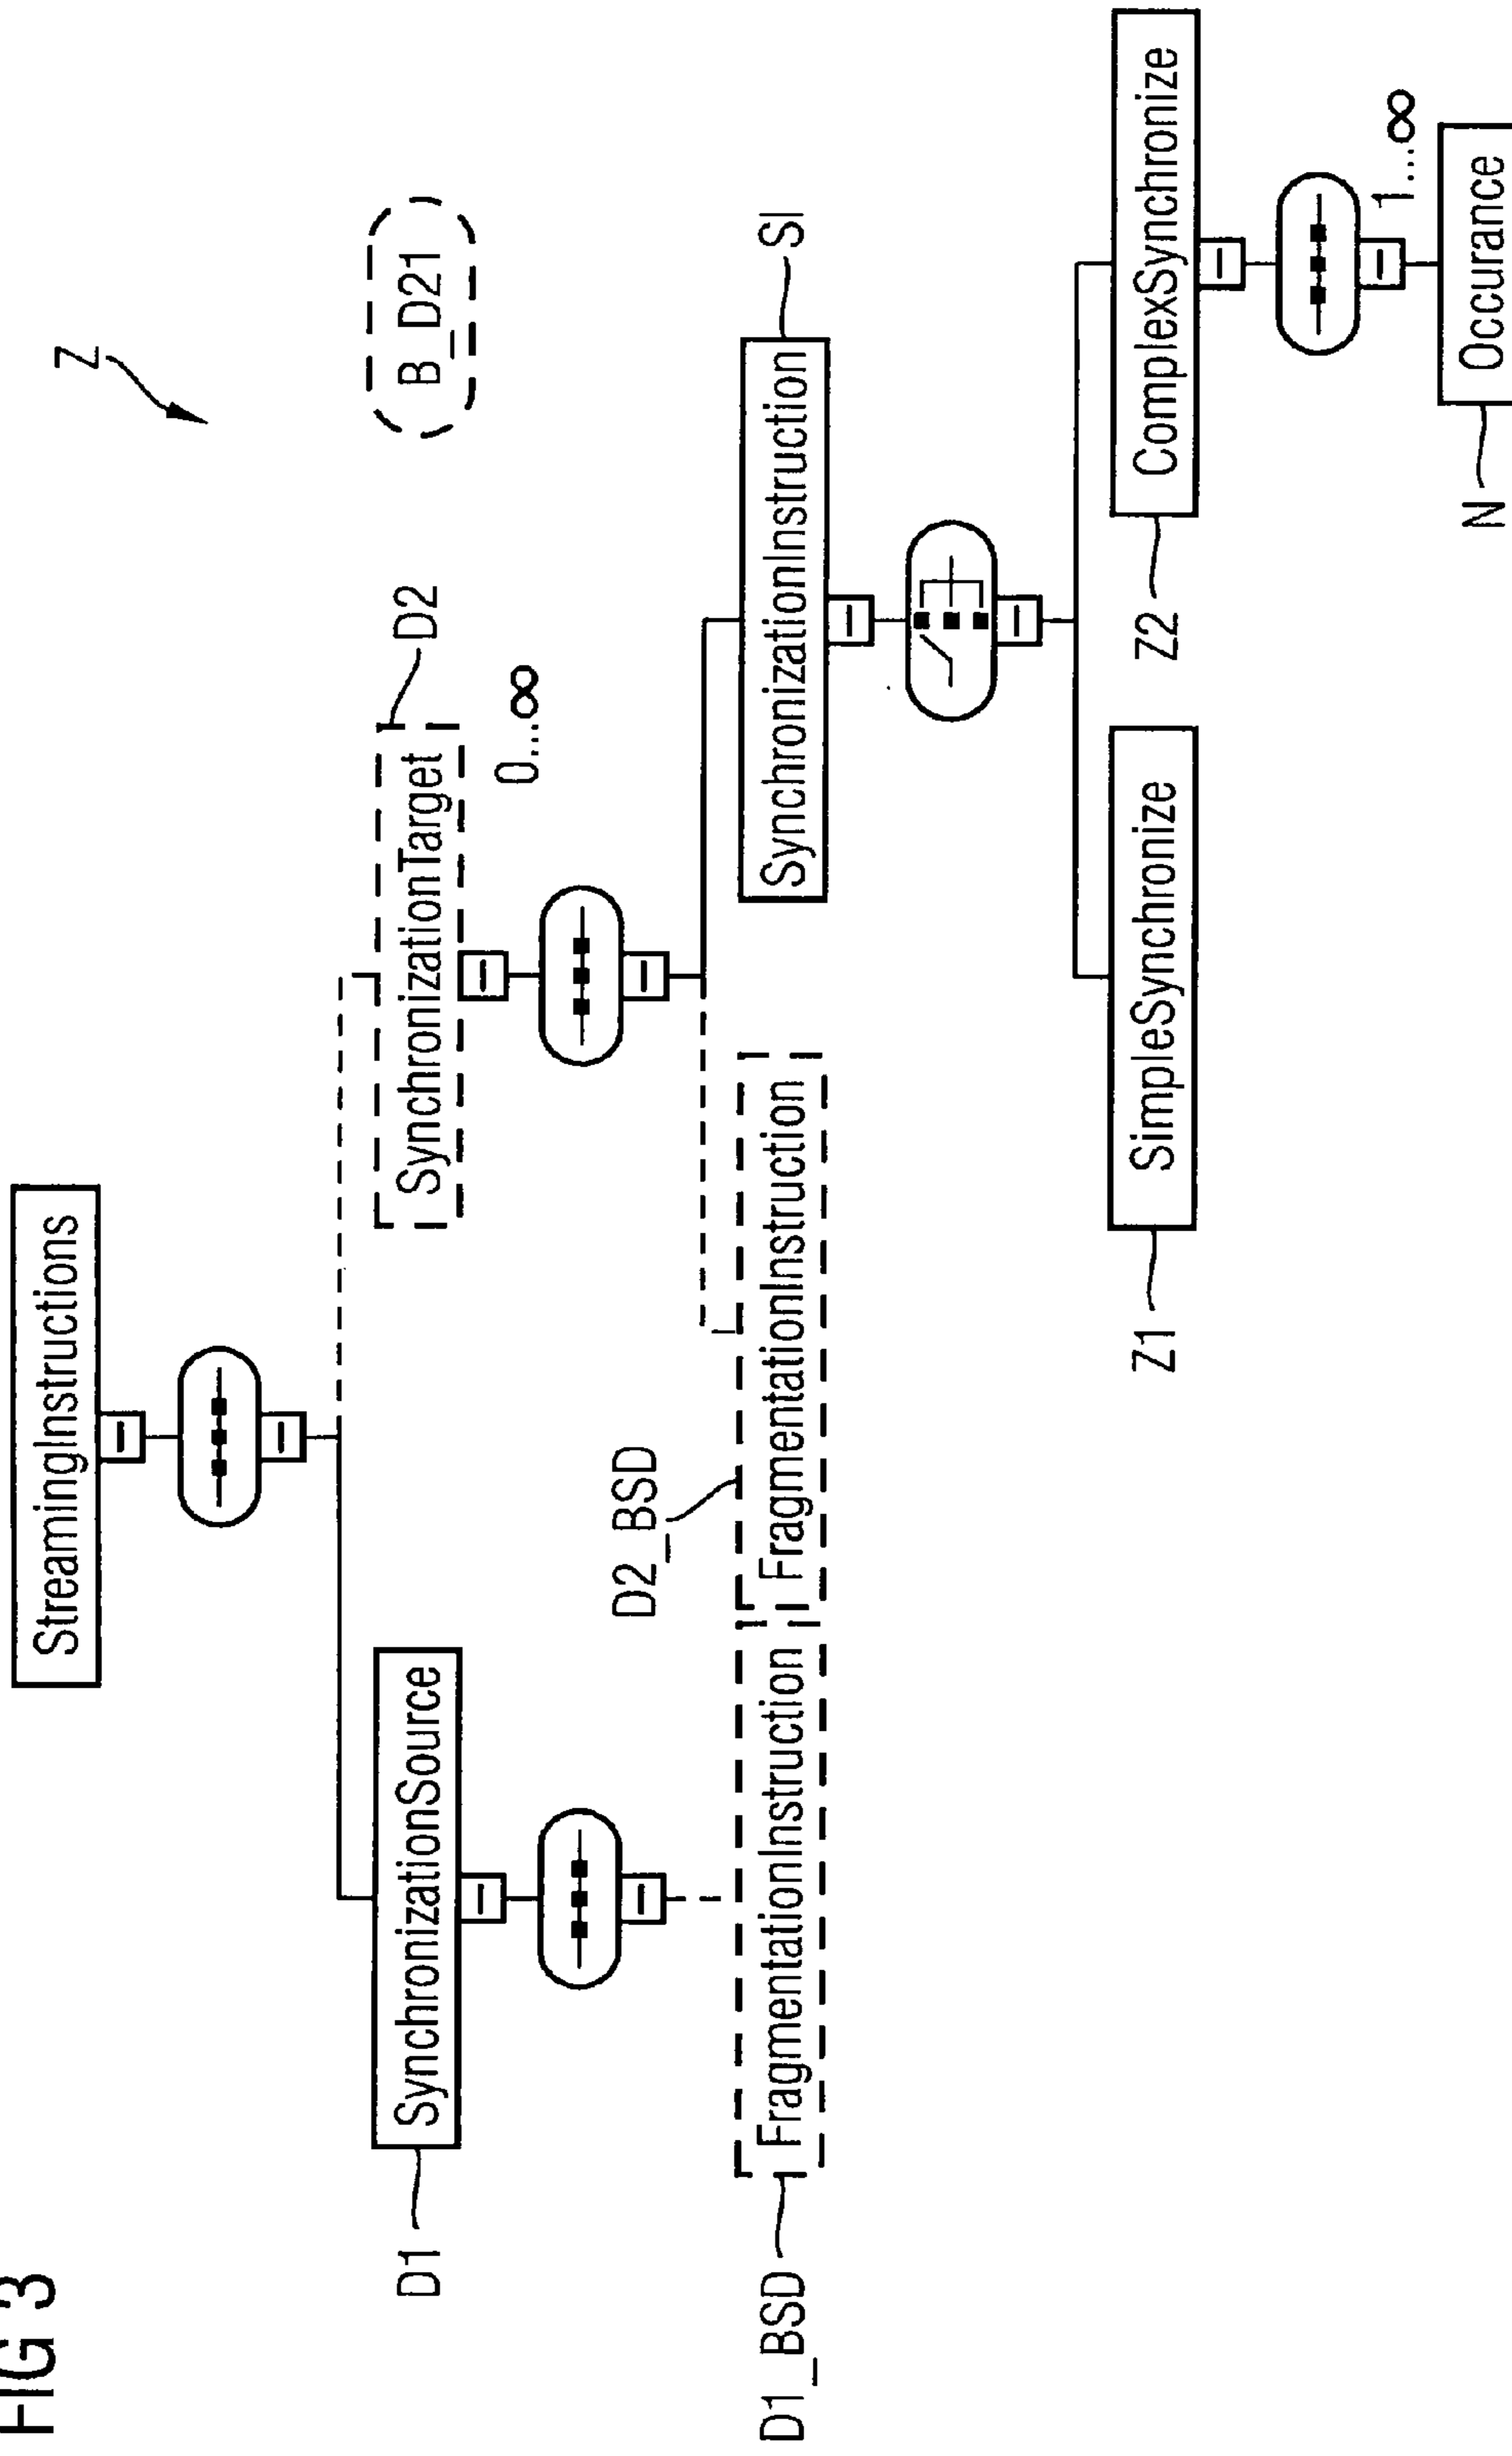 FIG 3
Z
StreamingInstructions
D1
SynchronizationSource
SynchronizationTarget
D2
B_D21
0...∞
D2_BSD
D1_BSD
FragmentationInstruction
FragmentationInstruction
SynchronizationInstruction
SI
Z1
SimpleSynchronize
Z2
ComplexSynchronize
1...∞
N
Occurance